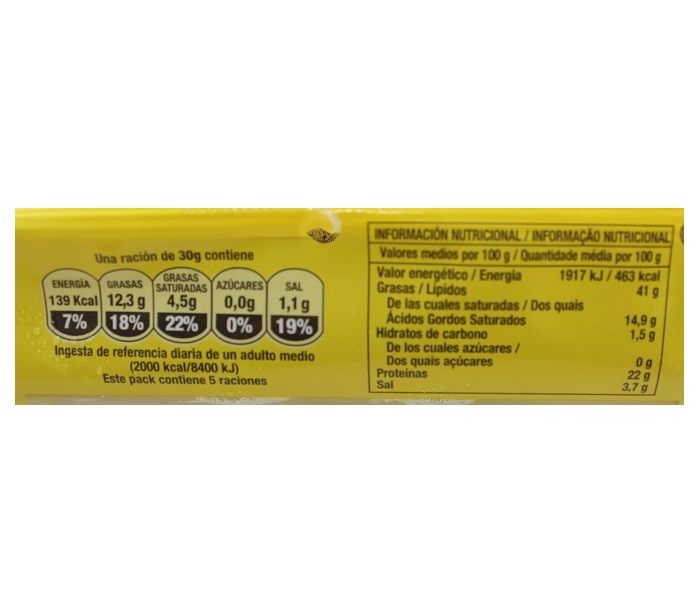 Una ración de 30g contiene
ENERGÍA GRASAS GRASAS SATURADAS AZÚCARES SAL
139 Kcal 12,3 g 4,5g 0,0g 1,1 g
7% 18% 22% 0% 19%
Ingesta de referencia diaria de un adulto medio
(2000 kcal/8400 kJ)
Este pack contiene 5 raciones
INFORMACIÓN NUTRICIONAL / INFORMAÇÃO NUTRICIONAL
Valores medios por 100 g / Quantidade média por 100 g
Valor energético / Energia 1917 kJ / 463 kcal
Grasas / Lípidos 41 g
De las cuales saturadas / Dos quais
Ácidos Gordos Saturados 14,9 g
Hidratos de carbono 1,5 g
De los cuales azúcares /
Dos quais açúcares 0 g
Proteínas 22 g
Sal 3,7 g